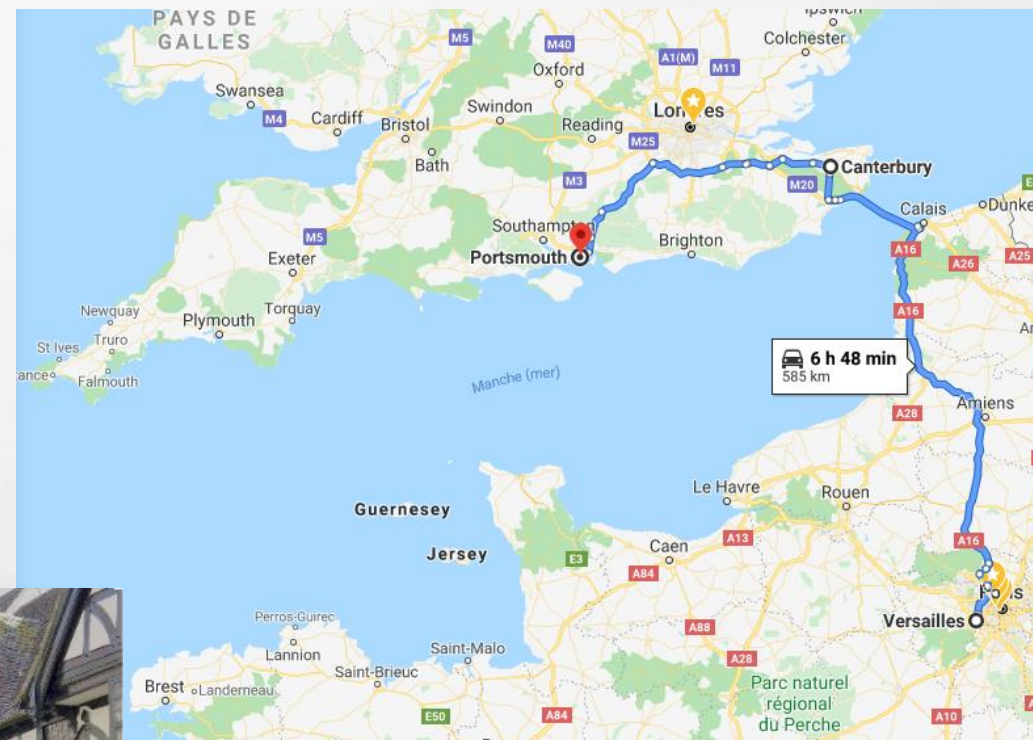 PAYS DE
GALLES
M5
M40
A1(M)
M11
Colchester
Oxford
Swansea
M4
Cardiff
Bristol
Swindon
Reading
Bath
M25
M3
M20
Canterbury
Southampton
Portsmouth
Brighton
Calais
A16
A26
A25
M5
Exeter
Newquay
Plymouth
Torquay
St Ives
Truro
Falmouth
A16
Manche (mer)
6 h 48 min
585 km
A28
Amiens
Le Havre
Rouen
Guernesey
Jersey
Caen
A13
A16
E3
A84
Versailles
Perros-Guirec
Lannion
Saint-Malo
A88
A28
Saint-Brieuc
Brest
Landerneau
E50
A84
Parc naturel
régional
du Perche
A10